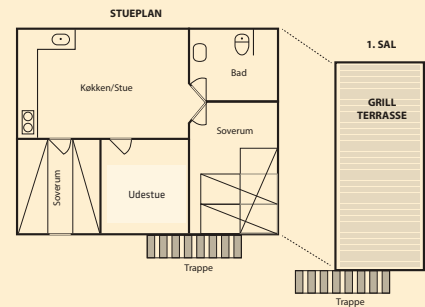 STUEPLAN
1. SAL
Køkken/Stue
Bad
GRILL
TERRASSE
Soverum
Soverum
Udestue
Trappe
Trappe